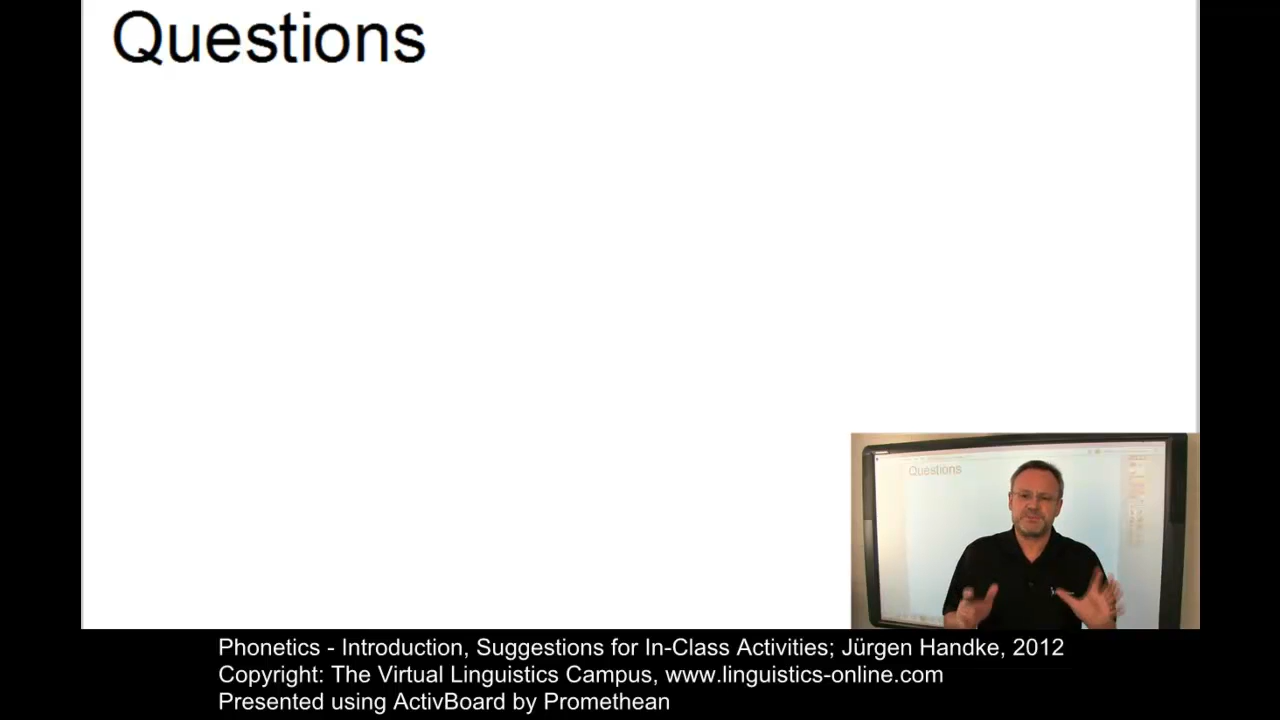 Questions
Questions
Phonetics - Introduction, Suggestions for In-Class Activities; Jürgen Handke, 2012
Copyright: The Virtual Linguistics Campus, www.linguistics-online.com
Presented using ActivBoard by Promethean